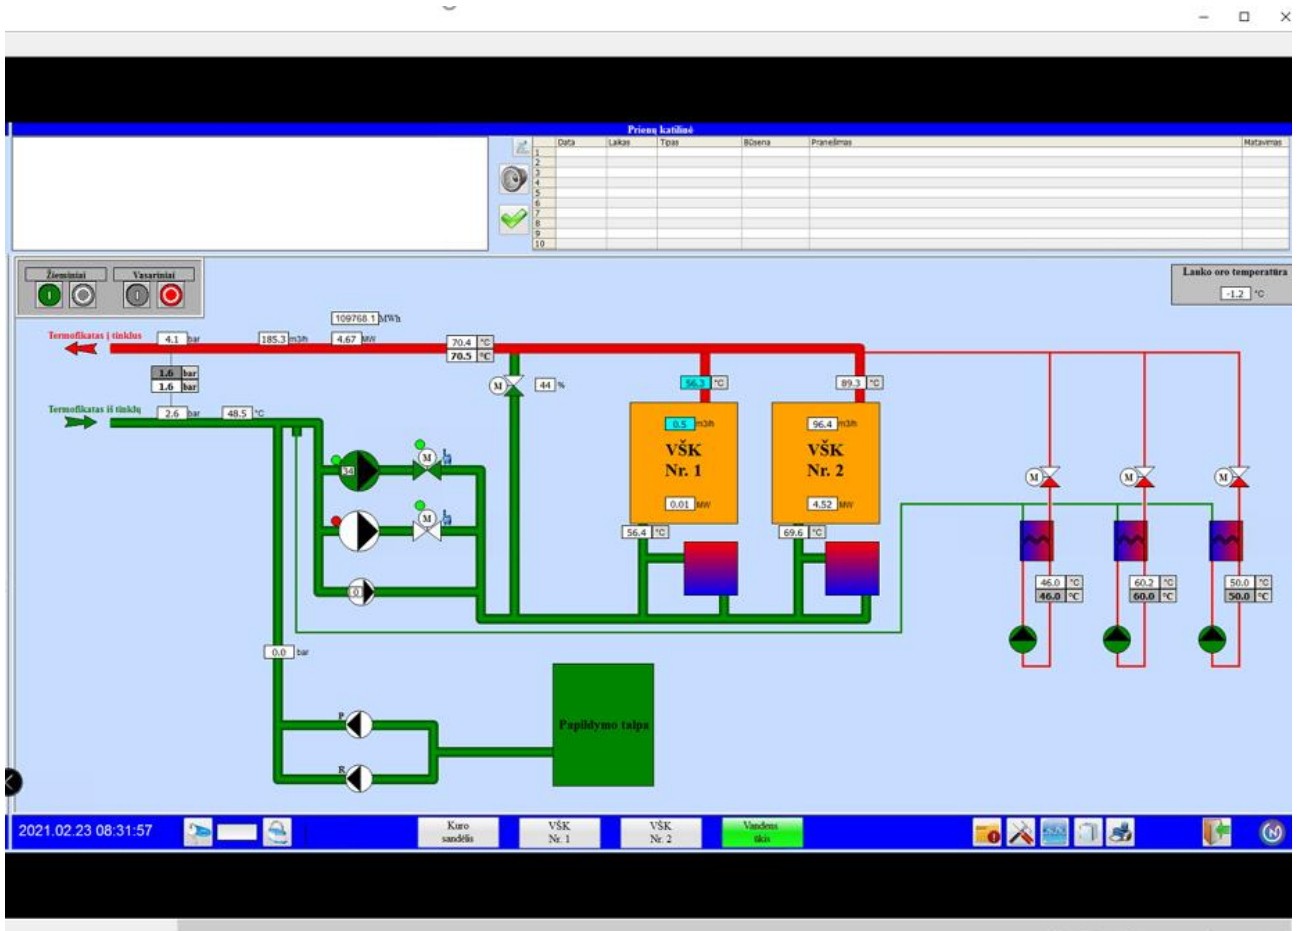 Prienų katilinė
Data Laikas Tipas Būsena Pranešimas Matavimas
1
2
3
4
5
6
7
8
9
10
Žieminiai Vasariniai
Lauko oro temperatūra
-1.2 °C
109768.1 MWh
Termofikatas į tinklus 4.1 bar 185.3 m3/h 4.67 MW
70.4 °C
70.5 °C
1.6 bar
1.6 bar
M 44 %
56.3 °C 89.3 °C
Termofikatas iš tinklų 2.6 bar 48.5 °C
0.5 m3/h 96.4 m3/h
VŠK
Nr. 1
VŠK
Nr. 2
34 M
M M M
0.01 MW 4.52 MW
M
56.4 °C 69.6 °C
46.0 °C 60.2 °C 50.0 °C
46.0 °C 60.0 °C 50.0 °C
0
0.0 bar
P
Papildymo talpa
R
2021.02.23 08:31:57
Kuro
sandėlis
VŠK
Nr. 1
VŠK
Nr. 2
Vandens
ūkis
N